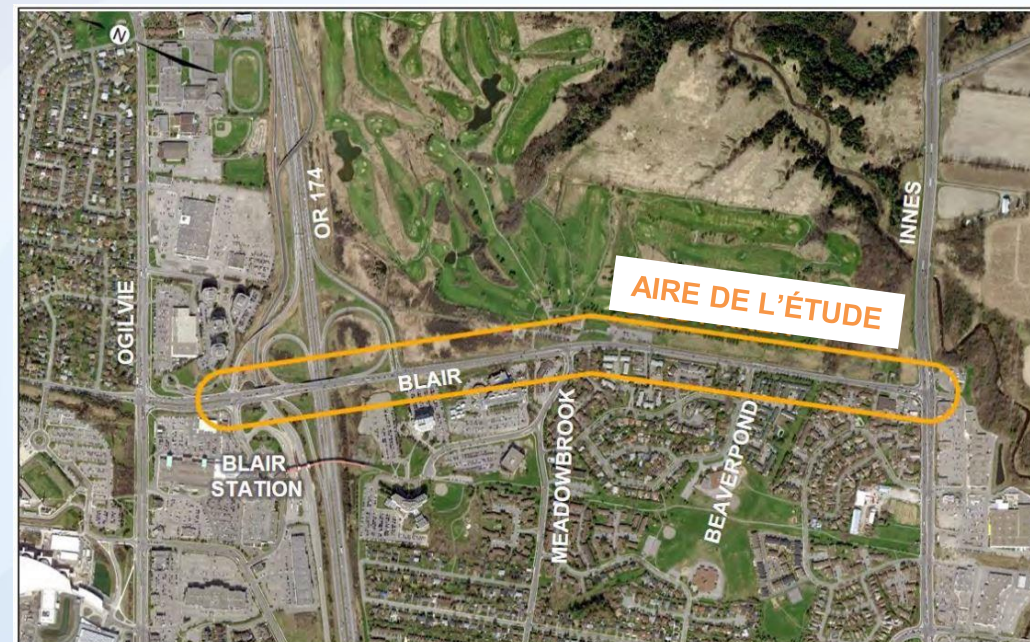 N
OGILVIE
OR 174
INNES
AIRE DE L'ÉTUDE
BLAIR
BLAIR
STATION
MEADOWBROOK
BEAVERPOND